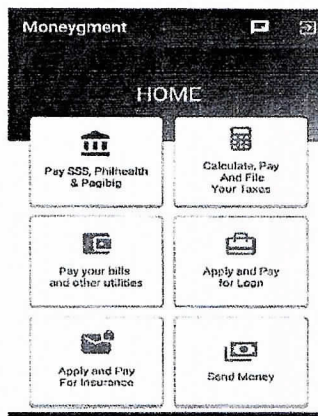 Moneygment
HOME
Pay SSS, Philhealth
& Pagibig
Calculate, Pay
And File
Your Taxes
Pay your bills
and other utilities
Apply and Pay
for Loan
Apply and Pay
For Insurance
Send Money